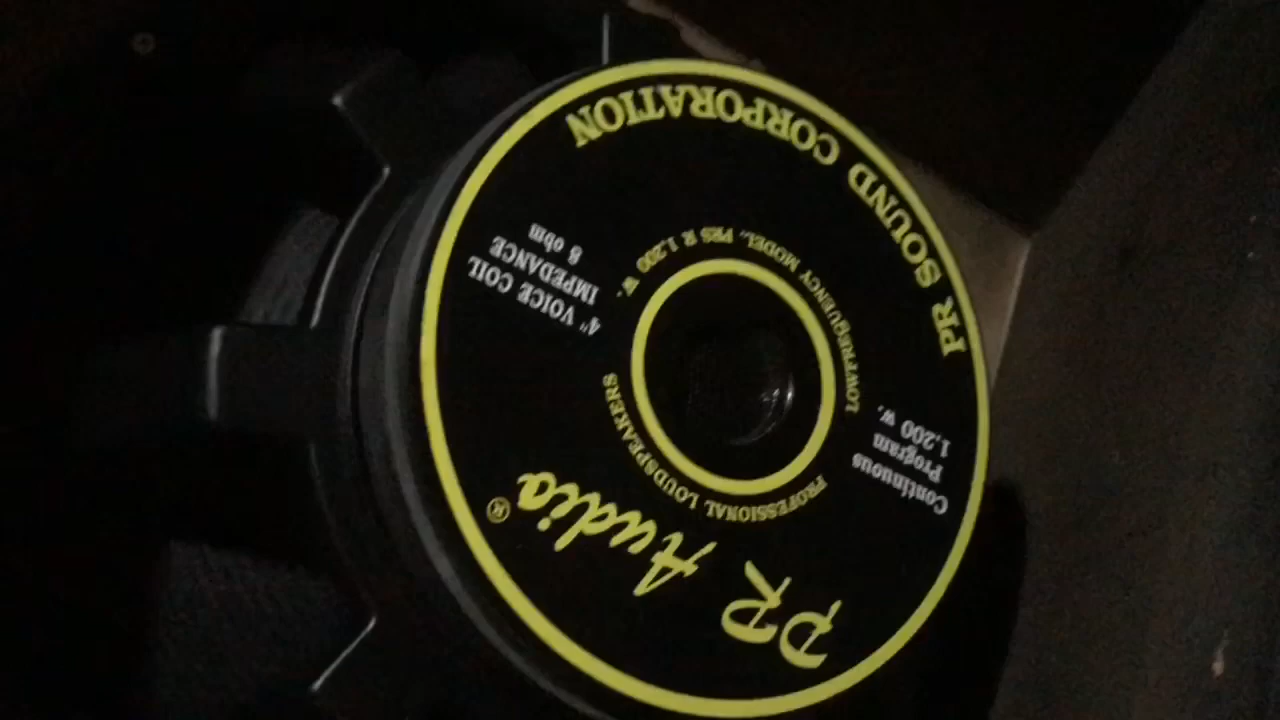 PR Audio®
PROFESSIONAL LOUDSPEAKERS
Continuous
Program
1,200 w.
4" VOICE COIL
IMPEDANCE
8 ohm
LOWFREQUENCY MODEL, PRS R 1,200 W.
PR SOUND CORPORATION